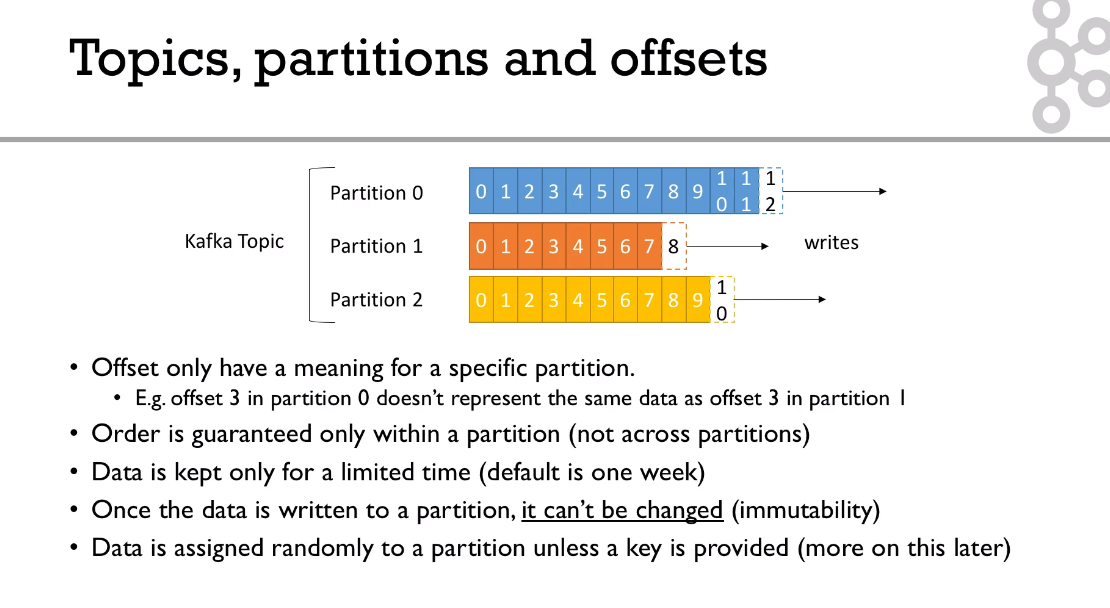 Topics, partitions and offsets
Partition 0
0 1 2 3 4 5 6 7 8 9 10 11 12
Kafka Topic
Partition 1
0 1 2 3 4 5 6 7 8
writes
Partition 2
0 1 2 3 4 5 6 7 8 9 10
• Offset only have a meaning for a specific partition.
• E.g. offset 3 in partition 0 doesn't represent the same data as offset 3 in partition 1
• Order is guaranteed only within a partition (not across partitions)
• Data is kept only for a limited time (default is one week)
• Once the data is written to a partition, it can't be changed (immutability)
• Data is assigned randomly to a partition unless a key is provided (more on this later)